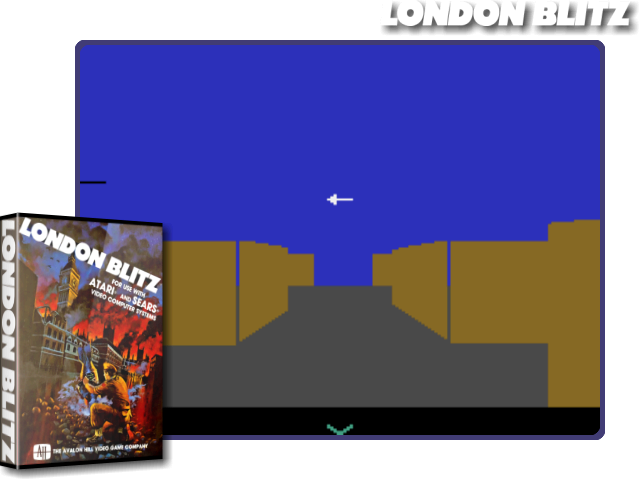 LONDON BLITZ
LONDON BLITZ
LONDON BLITZ
FOR USE WITH
ATARI® AND SEARS®
VIDEO COMPUTER SYSTEMS
AH
THE AVALON HILL VIDEO GAME COMPANY